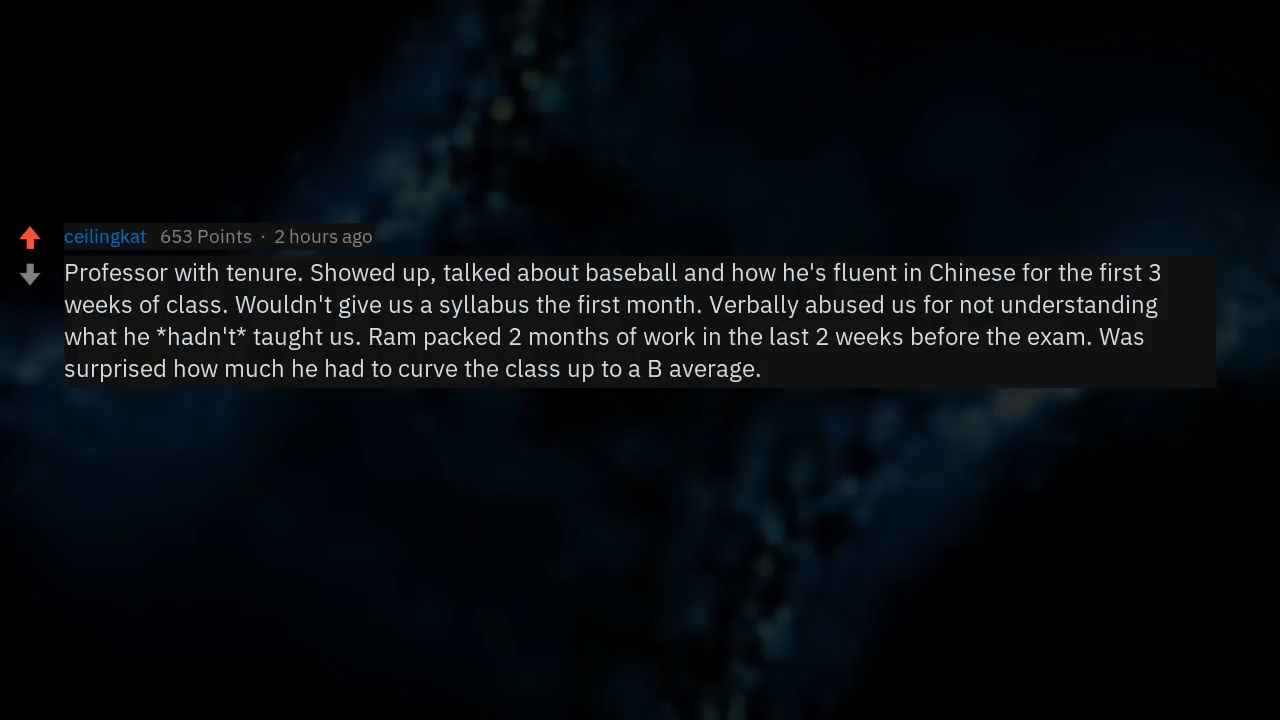 ceilingkat 653 Points · 2 hours ago
Professor with tenure. Showed up, talked about baseball and how he's fluent in Chinese for the first 3
weeks of class. Wouldn't give us a syllabus the first month. Verbally abused us for not understanding
what he *hadn't* taught us. Ram packed 2 months of work in the last 2 weeks before the exam. Was
surprised how much he had to curve the class up to a B average.